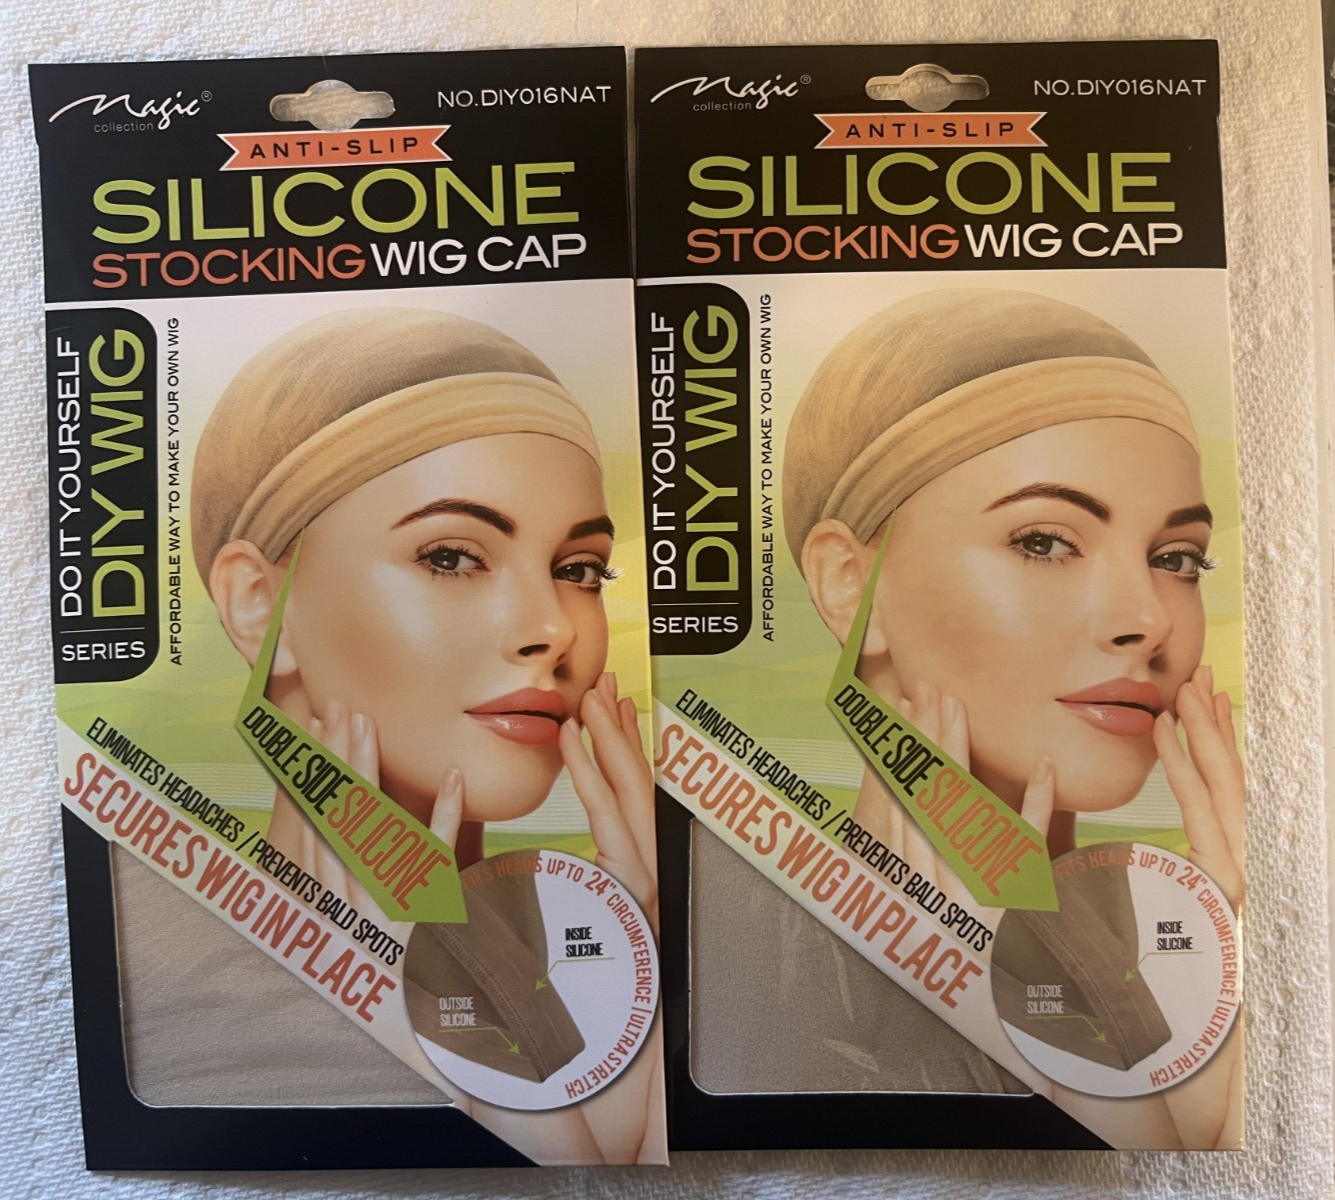 Magic®
collection
NO.DIY016NAT
ANTI-SLIP
SILICONE
STOCKING WIG CAP
DO IT YOURSELF
DIY WIG
SERIES
AFFORDABLE WAY TO MAKE YOUR OWN WIG
DOUBLE SIDE SILICONE
ELIMINATES HEADACHES / PREVENTS BALD SPOTS
SECURES WIG IN PLACE
FITS HEADS UP TO 24" CIRCUMFERENCE | ULTRA STRETCH
INSIDE
SILICONE
OUTSIDE
SILICONE
Magic®
collection
NO.DIY016NAT
ANTI-SLIP
SILICONE
STOCKING WIG CAP
DO IT YOURSELF
DIY WIG
SERIES
AFFORDABLE WAY TO MAKE YOUR OWN WIG
DOUBLE SIDE SILICONE
ELIMINATES HEADACHES / PREVENTS BALD SPOTS
SECURES WIG IN PLACE
FITS HEADS UP TO 24" CIRCUMFERENCE | ULTRA STRETCH
INSIDE
SILICONE
OUTSIDE
SILICONE